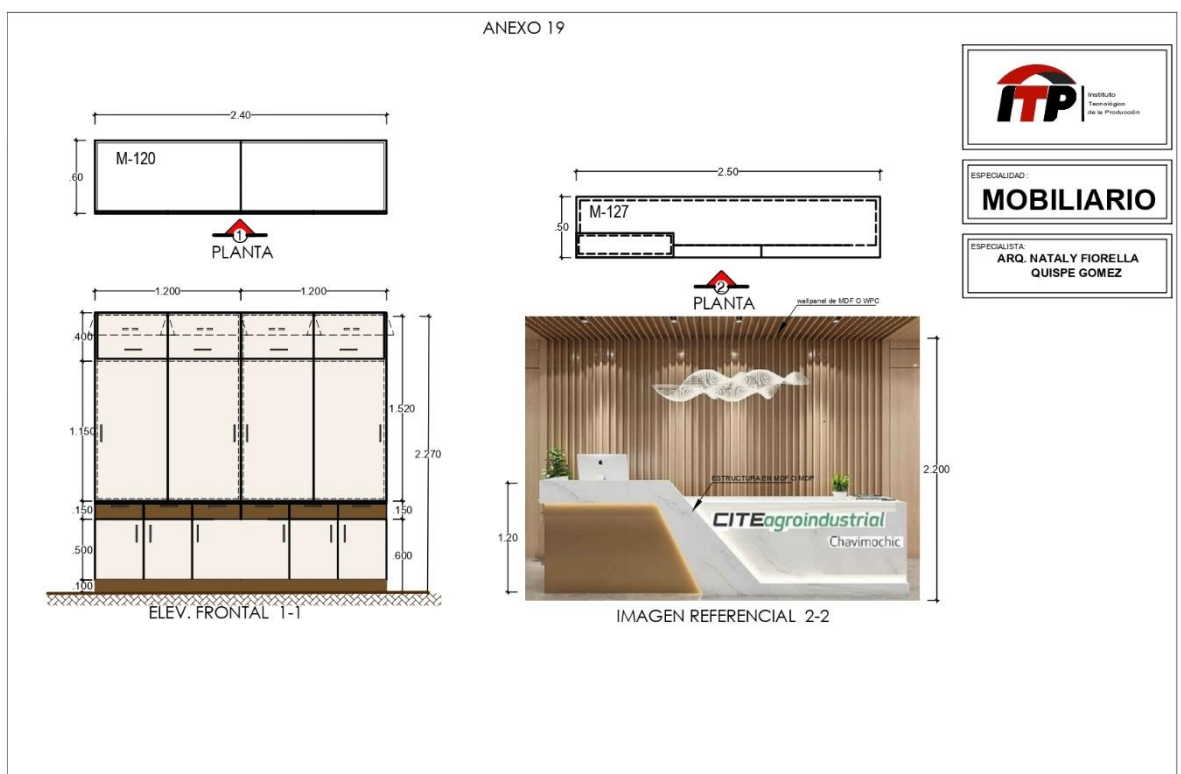 ANEXO 19
2.40
.60
M-120
1
PLANTA
2.50
.50
M-127
2
PLANTA
ITP
Instituto
Tecnológico
de la Producción
ESPECIALIDAD:
MOBILIARIO
ESPECIALISTA:
ARQ. NATALY FIORELLA
QUISPE GOMEZ
1.200
1.200
.400
1.150
.150
.500
.100
1.520
2.270
.150
.600
ELEV. FRONTAL 1-1
wallpanel de MDF O WPC
ESTRUCTURA EN MDF O MDP
CITEagroindustrial
Chavimochic
1.20
2.200
IMAGEN REFERENCIAL 2-2